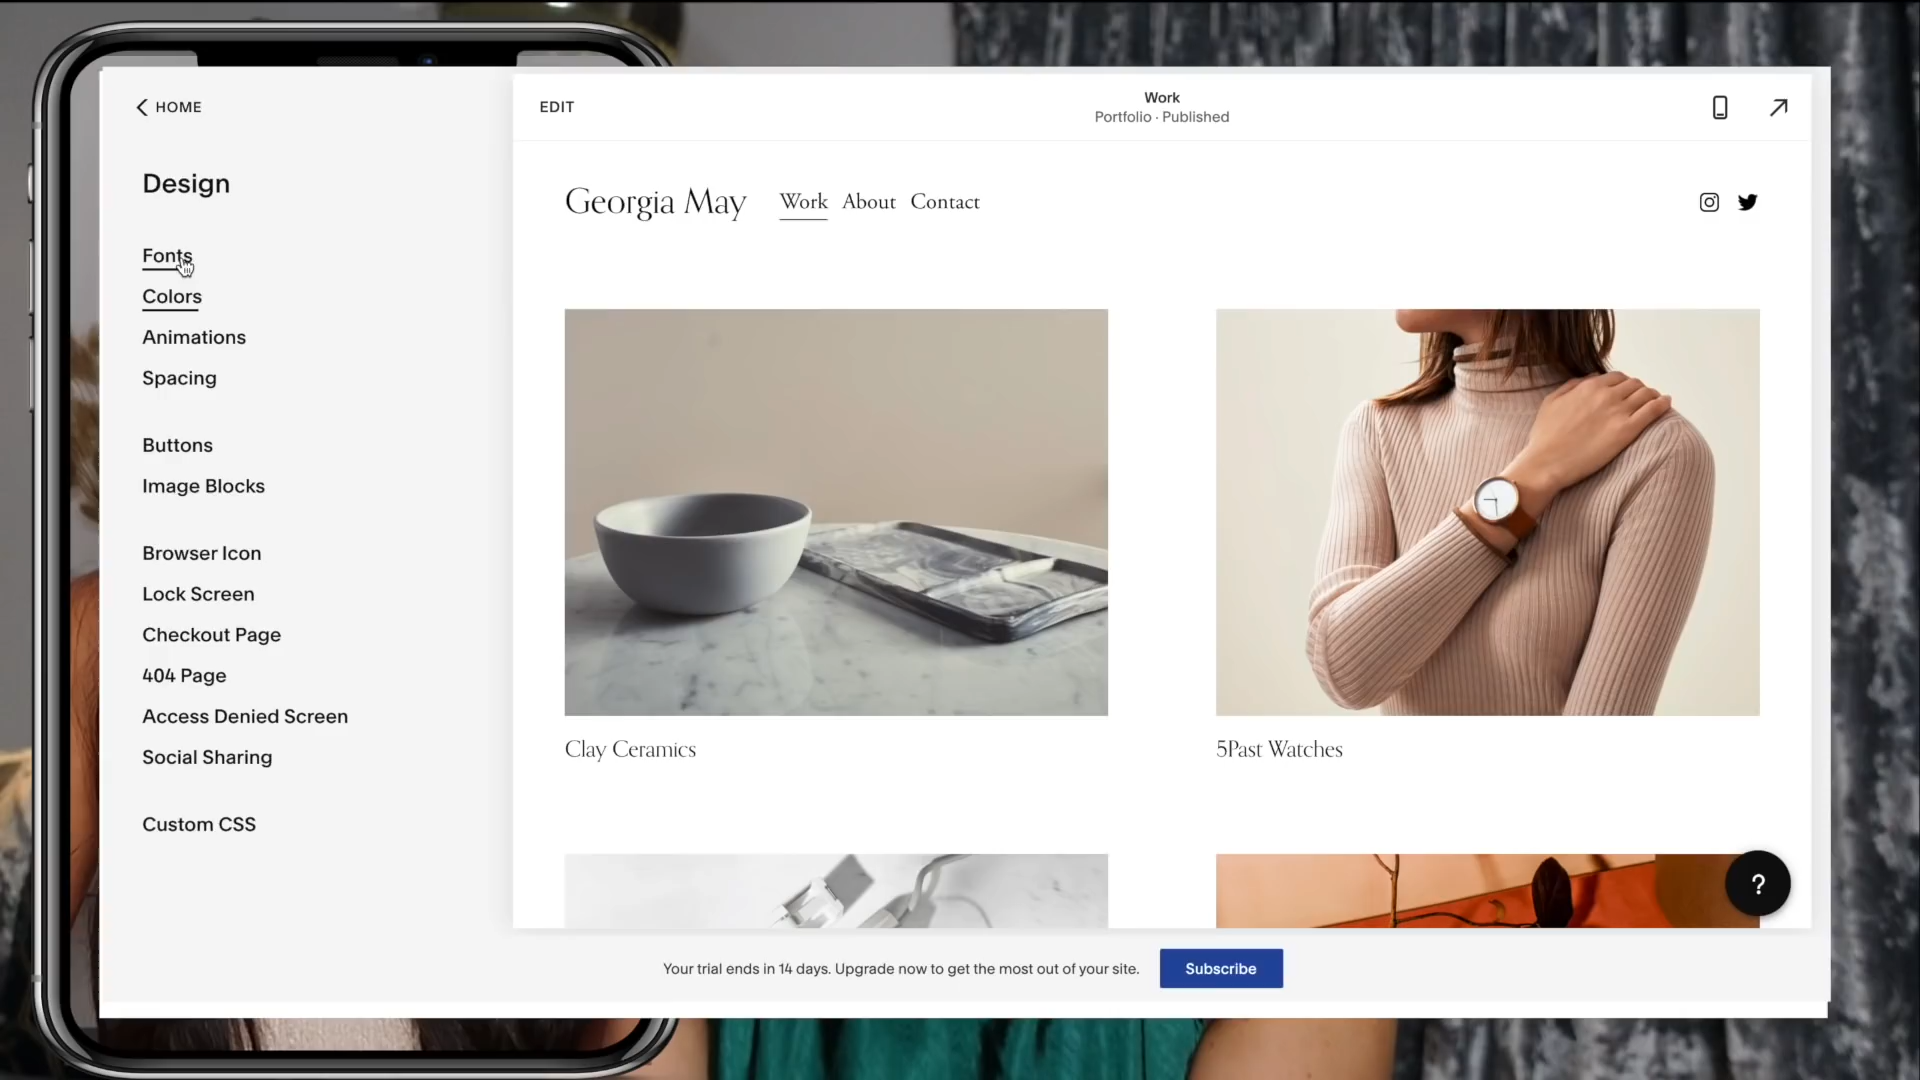 HOME
Design
Fonts
Colors
Animations
Spacing
Buttons
Image Blocks
Browser Icon
Lock Screen
Checkout Page
404 Page
Access Denied Screen
Social Sharing
Custom CSS
EDIT
Work
Portfolio · Published
Georgia May
Work About Contact
Clay Ceramics
5Past Watches
?
Your trial ends in 14 days. Upgrade now to get the most out of your site.
Subscribe